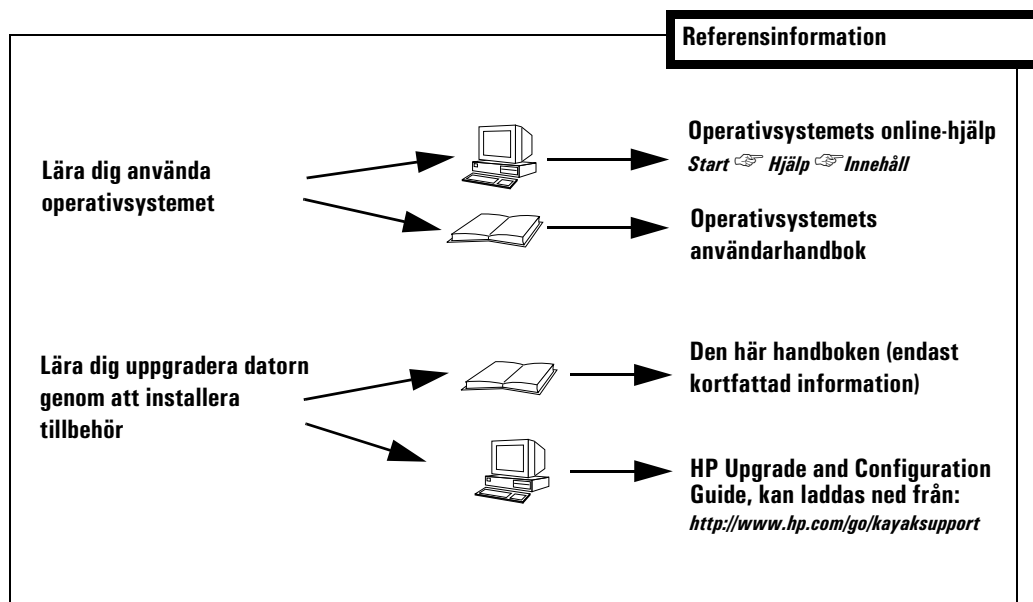 Referensinformation
Lära dig använda
operativsystemet
Operativsystemets online-hjälp
Start ☞ Hjälp ☞ Innehåll
Operativsystemets
användarhandbok
Lära dig uppgradera datorn
genom att installera
tillbehör
Den här handboken (endast
kortfattad information)
HP Upgrade and Configuration
Guide, kan laddas ned från:
http://www.hp.com/go/kayaksupport